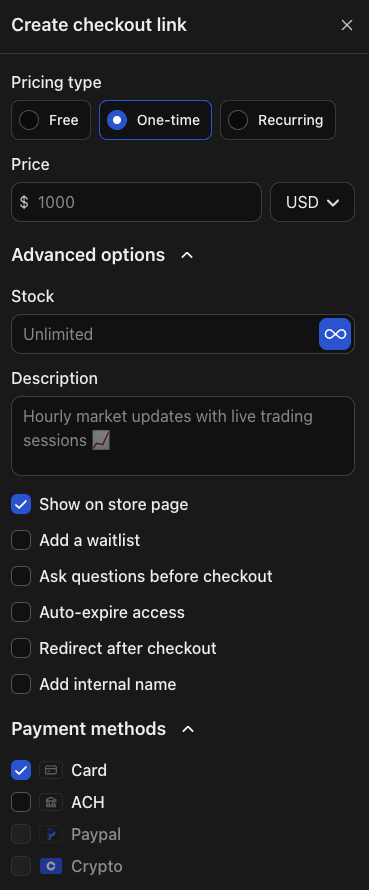 Create checkout link
Pricing type
Free One-time Recurring
Price
$ 1000 USD
Advanced options
Stock
Unlimited
Description
Hourly market updates with live trading
sessions 📈
Show on store page
Add a waitlist
Ask questions before checkout
Auto-expire access
Redirect after checkout
Add internal name
Payment methods
Card
ACH
Paypal
Crypto